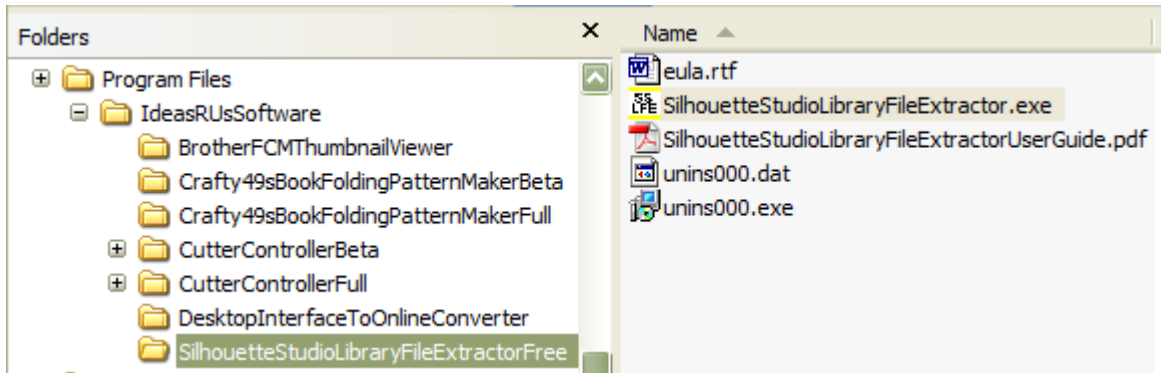 Folders
Program Files
IdeasRUsSoftware
BrotherFCMThumbnailViewer
Crafty49sBookFoldingPatternMakerBeta
Crafty49sBookFoldingPatternMakerFull
CutterControllerBeta
CutterControllerFull
DesktopInterfaceToOnlineConverter
SilhouetteStudioLibraryFileExtractorFree
Name
eula.rtf
SilhouetteStudioLibraryFileExtractor.exe
SilhouetteStudioLibraryFileExtractorUserGuide.pdf
unins000.dat
unins000.exe